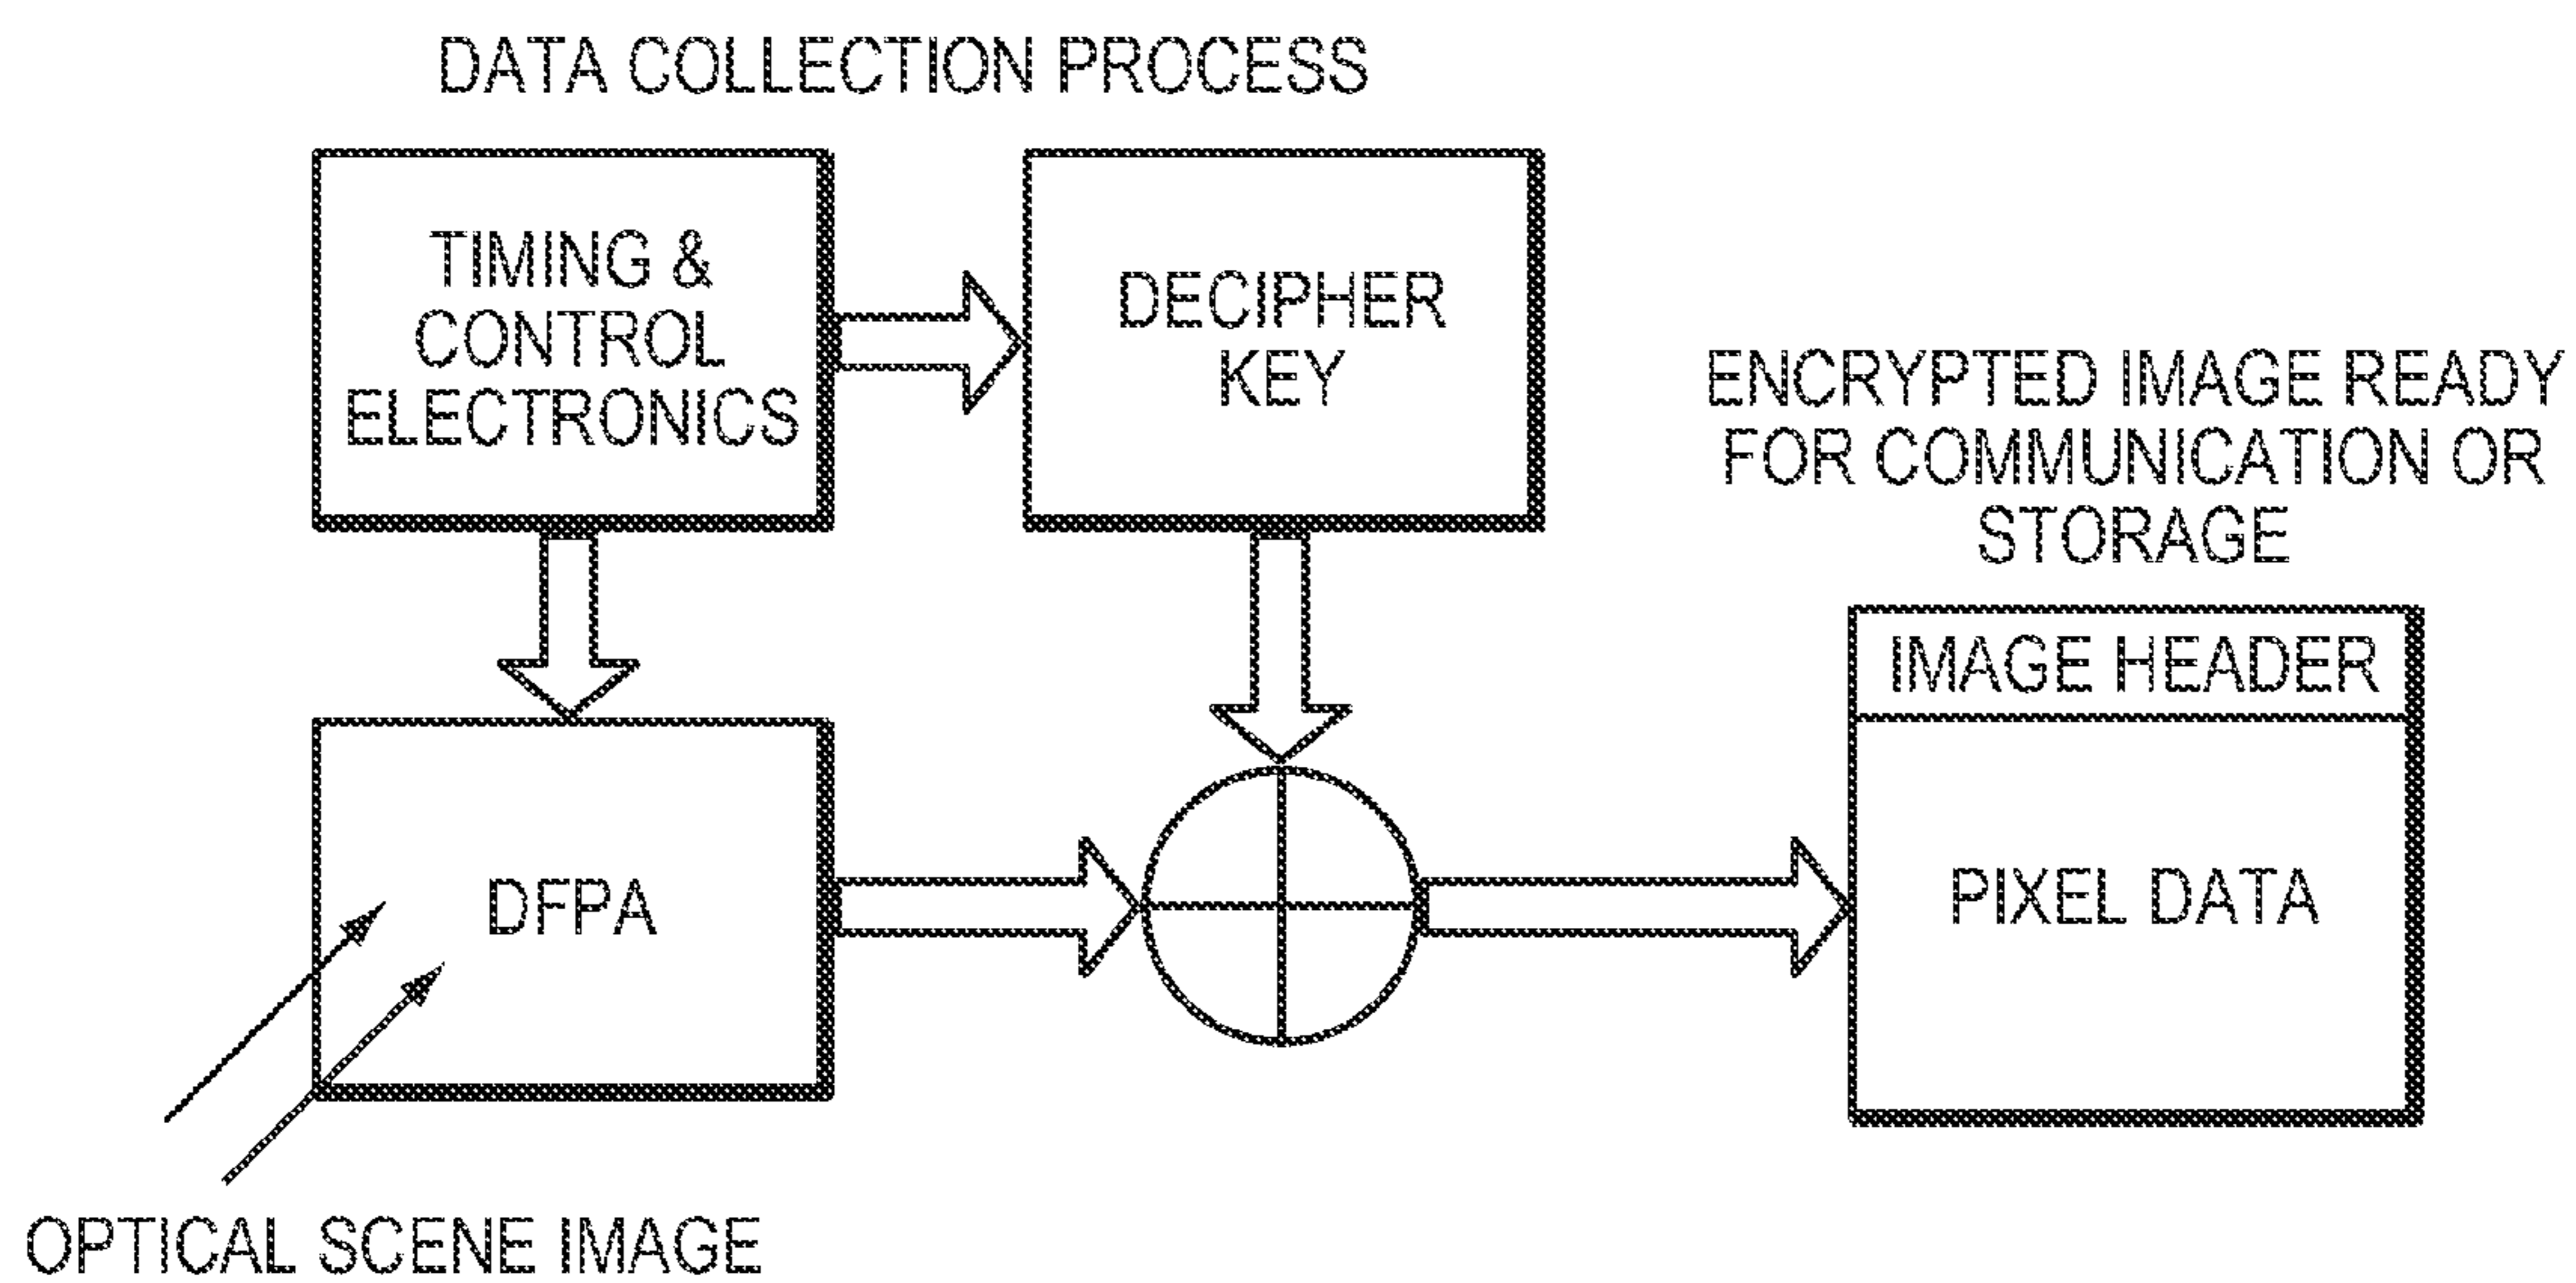 DATA COLLECTION PROCESS
TIMING &
CONTROL
ELECTRONICS
DECIPHER
KEY
ENCRYPTED IMAGE READY
FOR COMMUNICATION OR
STORAGE
IMAGE HEADER
PIXEL DATA
DFPA
OPTICAL SCENE IMAGE